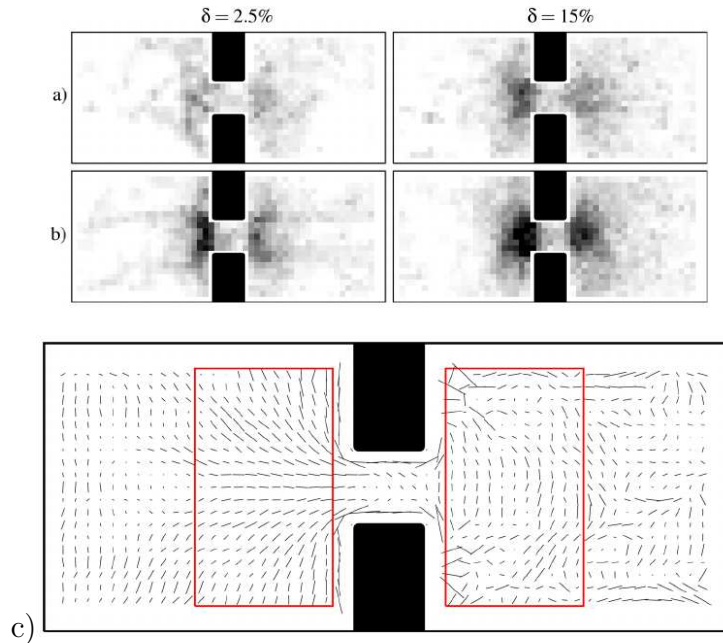 δ = 2.5% δ = 15%
a)
b)
c)